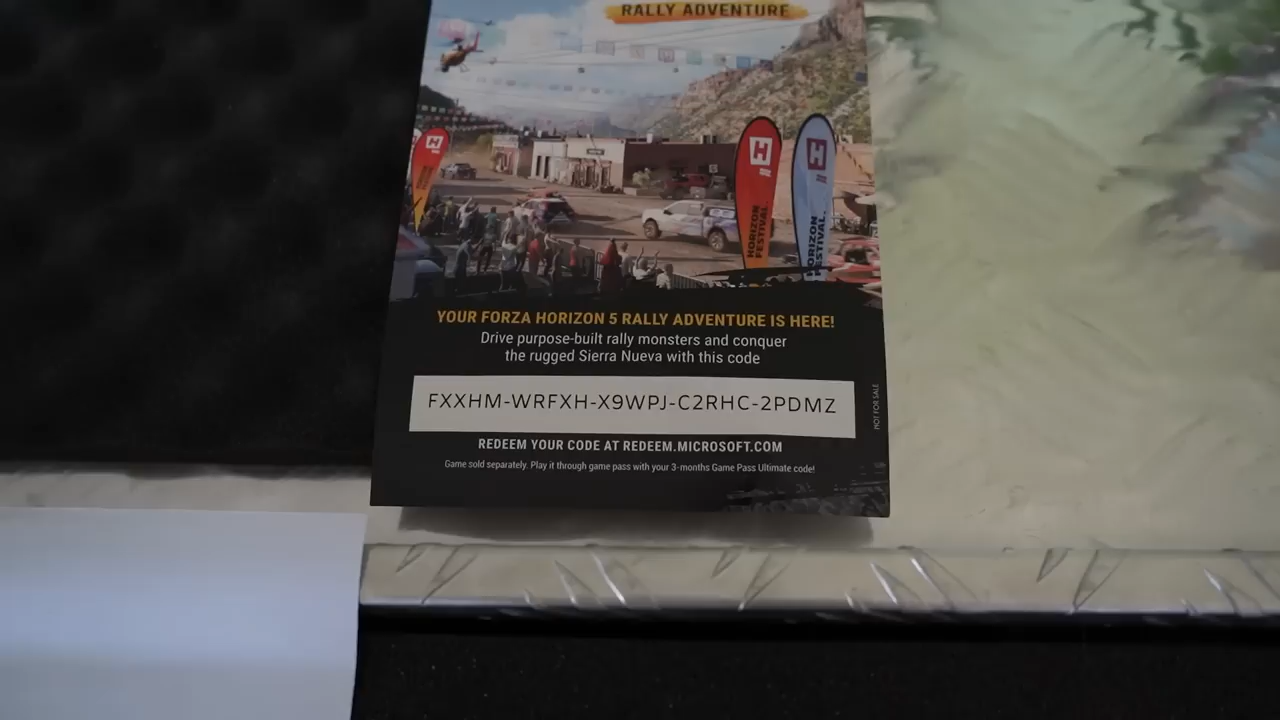 RALLY ADVENTURE
H
H
H
HORIZON
FESTIVAL.
HORIZON
FESTIVAL.
YOUR FORZA HORIZON 5 RALLY ADVENTURE IS HERE!
Drive purpose-built rally monsters and conquer
the rugged Sierra Nueva with this code
FXXHM-WRFXH-X9WPJ-C2RHC-2PDMZ
NOT FOR SALE
REDEEM YOUR CODE AT REDEEM.MICROSOFT.COM
Game sold separately. Play it through game pass with your 3-months Game Pass Ultimate code!